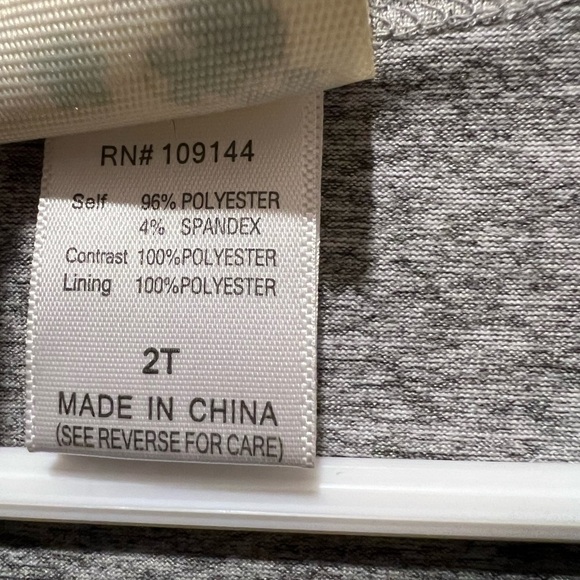 RN# 109144
Self 96% POLYESTER
4% SPANDEX
Contrast 100%POLYESTER
Lining 100%POLYESTER
2T
MADE IN CHINA
(SEE REVERSE FOR CARE)